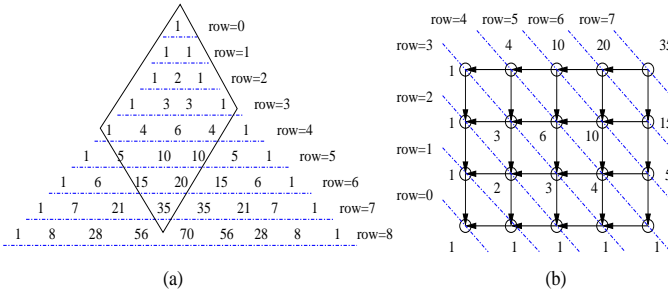 1 row=0
1 1 row=1
1 2 1 row=2
1 3 3 1 row=3
1 4 6 4 1 row=4
1 5 10 10 5 1 row=5
1 6 15 20 15 6 1 row=6
1 7 21 35 35 21 7 1 row=7
1 8 28 56 70 56 28 8 1 row=8
(a)
row=4 row=5 row=6 row=7
row=3 4 10 20 35
1
row=2
1 3 6 10 15
row=1
1 2 3 4 5
row=0
1 1 1 1 1
(b)